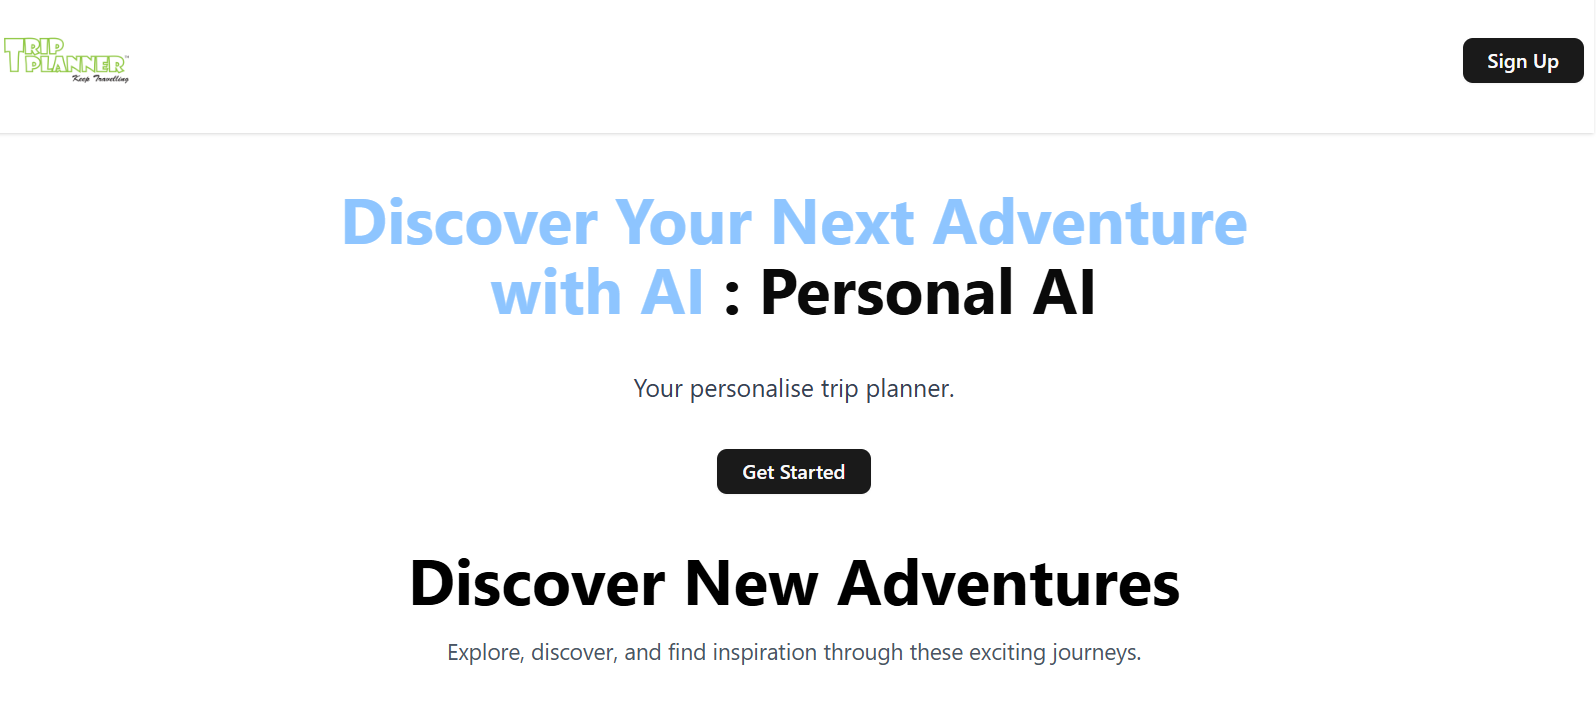 TRIP
PLANNER™
Keep Travelling
Sign Up
Discover Your Next Adventure
with AI : Personal AI
Your personalise trip planner.
Get Started
Discover New Adventures
Explore, discover, and find inspiration through these exciting journeys.